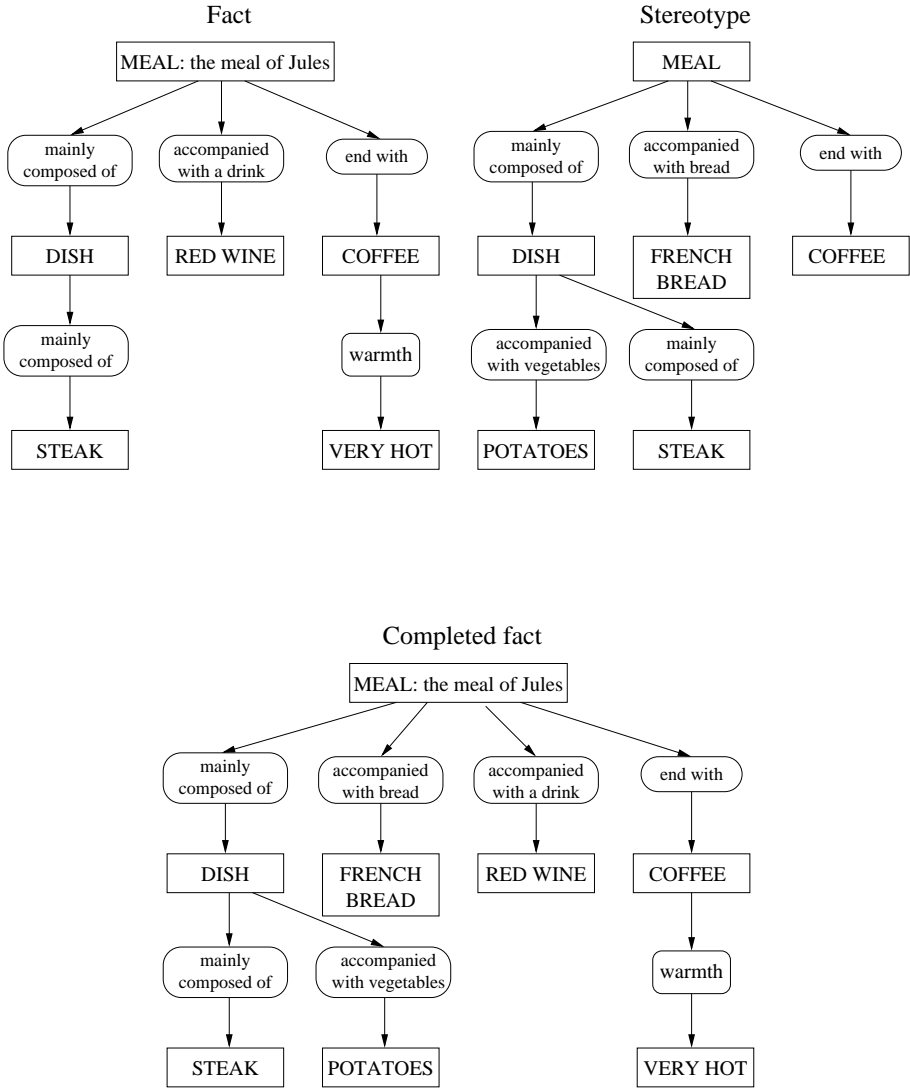 Fact
MEAL: the meal of Jules
mainly
composed of
accompanied
with a drink
end with
DISH
RED WINE
COFFEE
mainly
composed of
warmth
STEAK
VERY HOT
Stereotype
MEAL
mainly
composed of
accompanied
with bread
end with
DISH
FRENCH
BREAD
COFFEE
accompanied
with vegetables
mainly
composed of
POTATOES
STEAK
Completed fact
MEAL: the meal of Jules
mainly
composed of
accompanied
with bread
accompanied
with a drink
end with
DISH
FRENCH
BREAD
RED WINE
COFFEE
mainly
composed of
accompanied
with vegetables
warmth
STEAK
POTATOES
VERY HOT